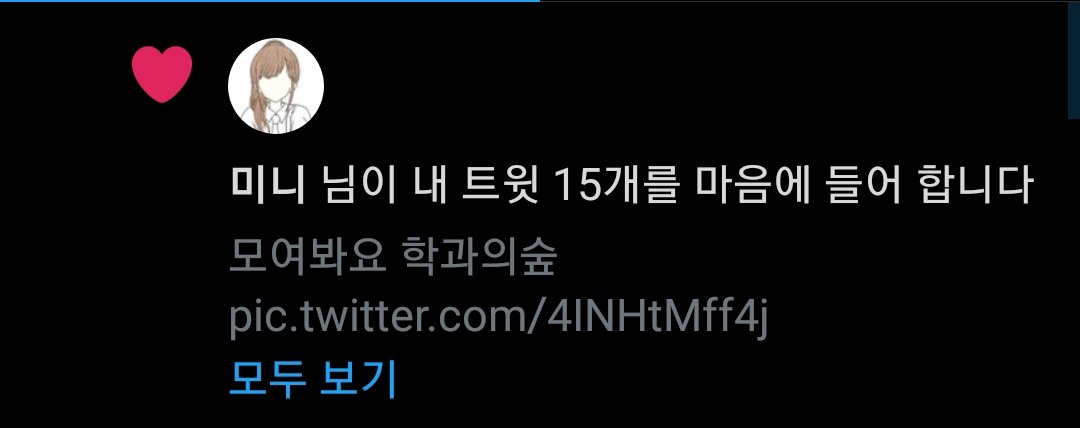 미니 님이 내 트윗 15개를 마음에 들어 합니다
모여봐요 학과의숲
pic.twitter.com/4INHtMff4j
모두 보기